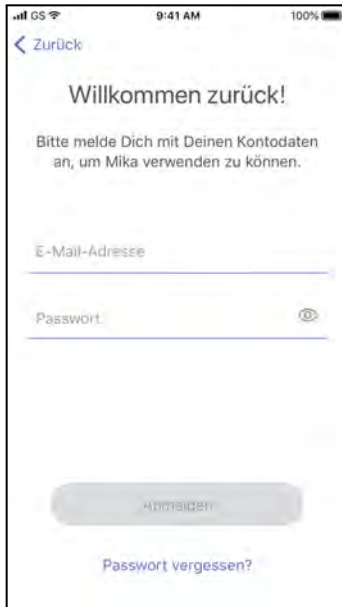 GS 9:41 AM 100%
Zurück
Willkommen zurück!
Bitte melde Dich mit Deinen Kontodaten
an, um Mika verwenden zu können.
E-Mail-Adresse
Passwort
Anmelden
Passwort vergessen?